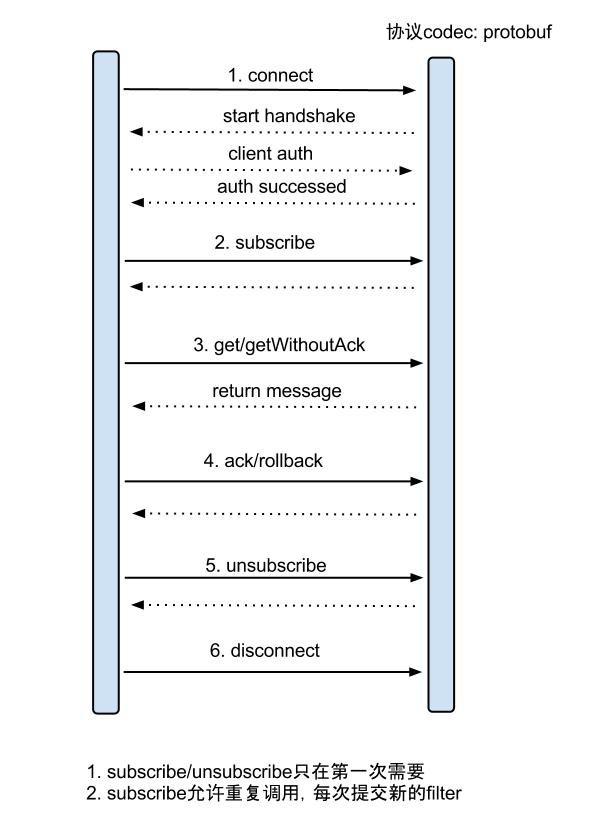 协议codec: protobuf
1. connect
start handshake
client auth
auth successed
2. subscribe
3. get/getWithoutAck
return message
4. ack/rollback
5. unsubscribe
6. disconnect
1. subscribe/unsubscribe只在第一次需要
2. subscribe允许重复调用, 每次提交新的filter